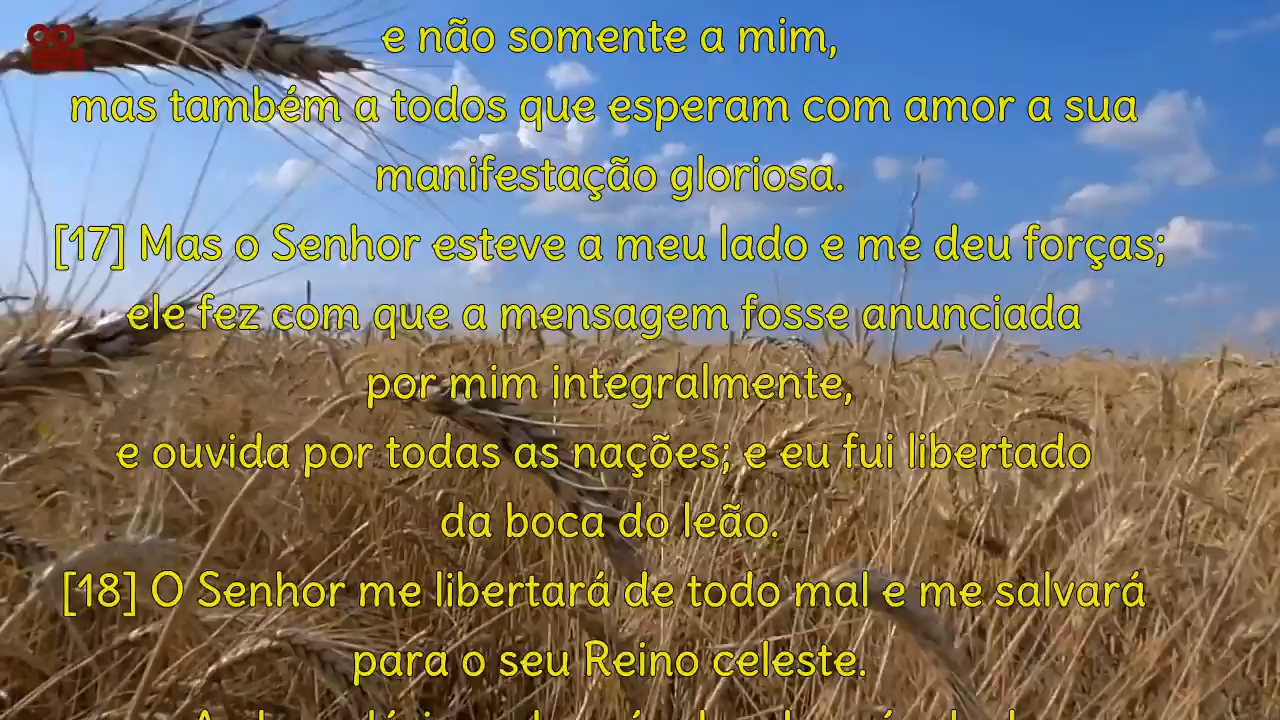 e não somente a mim,
mas também a todos que esperam com amor a sua
manifestação gloriosa.
[17] Mas o Senhor esteve a meu lado e me deu forças;
ele fez com que a mensagem fosse anunciada
por mim integralmente,
e ouvida por todas as nações; e eu fui libertado
da boca do leão.
[18] O Senhor me libertará de todo mal e me salvará
para o seu Reino celeste.